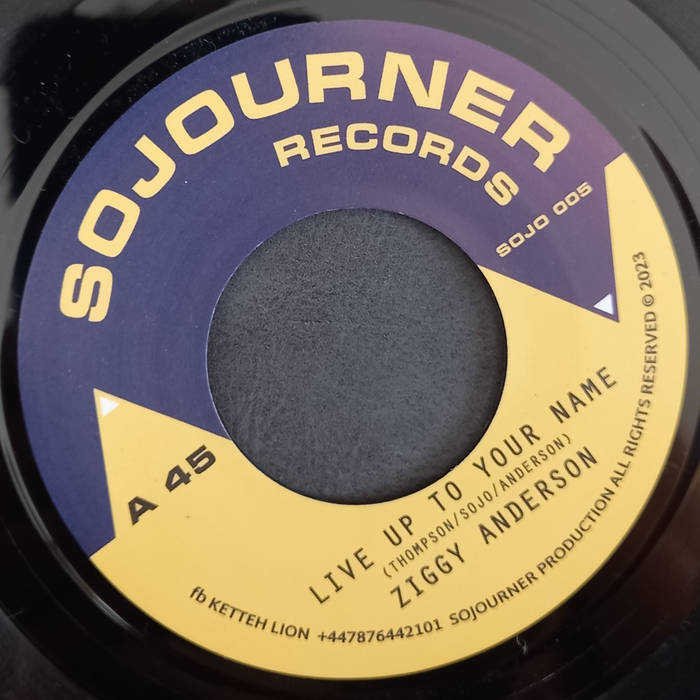 SOJOURNER
RECORDS
SOJO 005
A 45
LIVE UP TO YOUR NAME
(THOMPSON/SOJO/ANDERSON)
ZIGGY ANDERSON
fb KETTEH LION +447876442101 SOJOURNER PRODUCTION ALL RIGHTS RESERVED © 2023